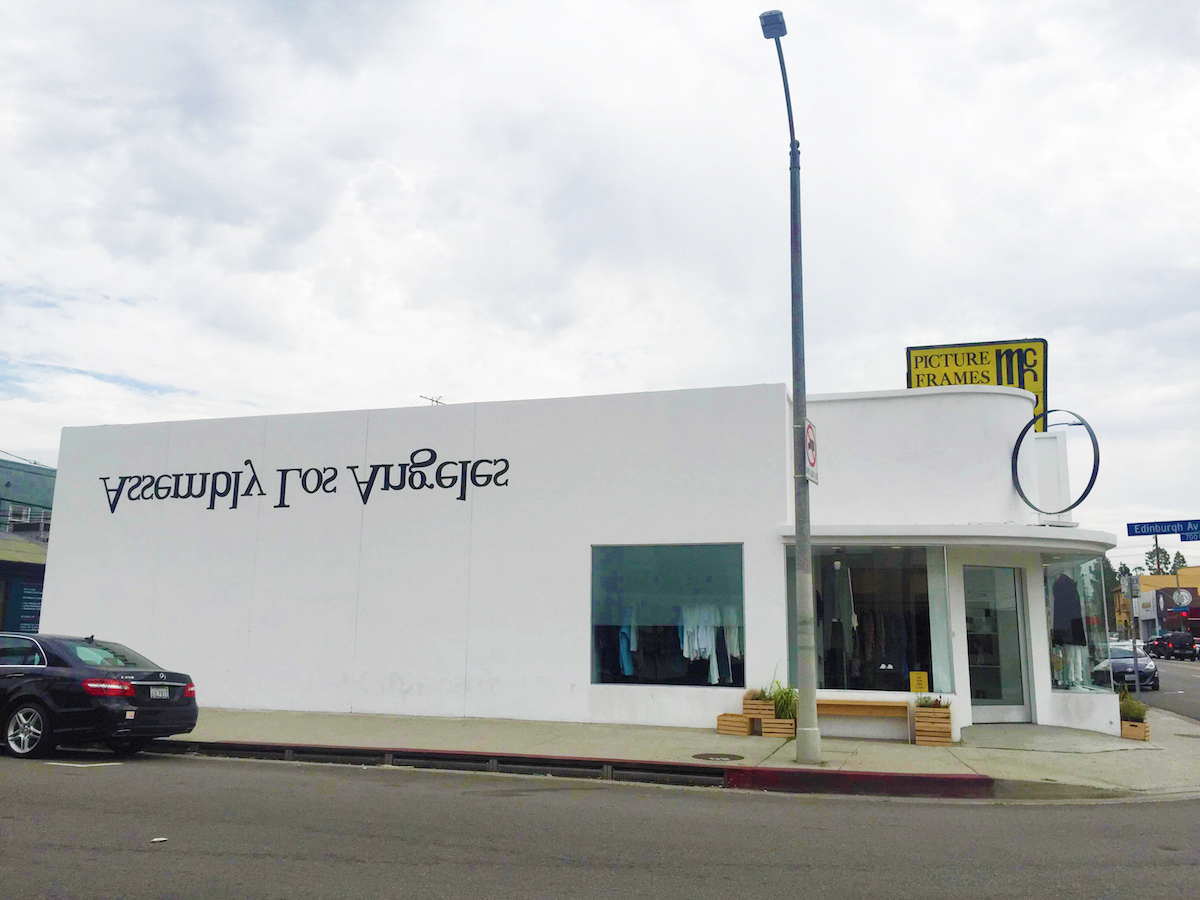 Assembly Los Angeles
PICTURE
FRAMES
Edinburgh Av